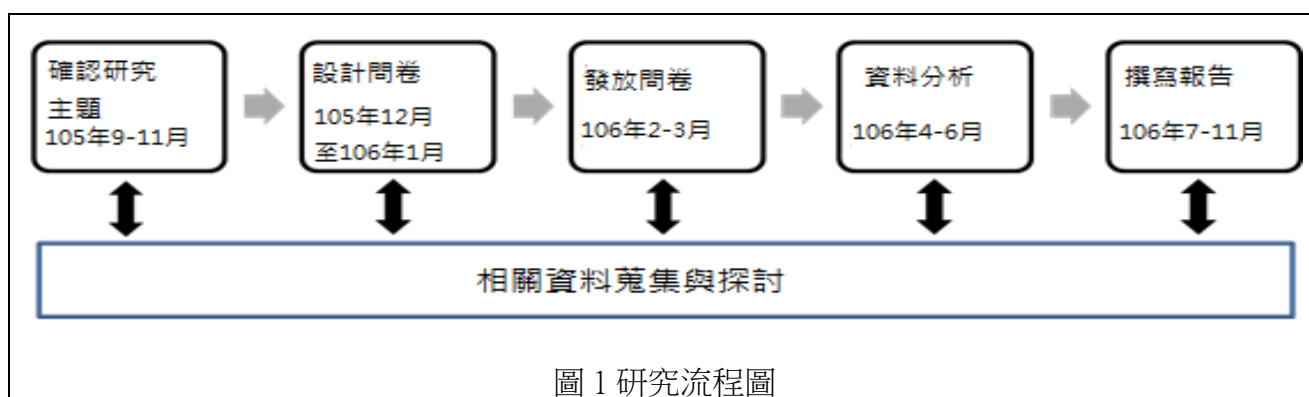 確認研究
主題
105年9-11月
設計問卷
105年12月
至106年1月
發放問卷
106年2-3月
資料分析
106年4-6月
撰寫報告
106年7-11月
相關資料蒐集與探討
圖 1 研究流程圖